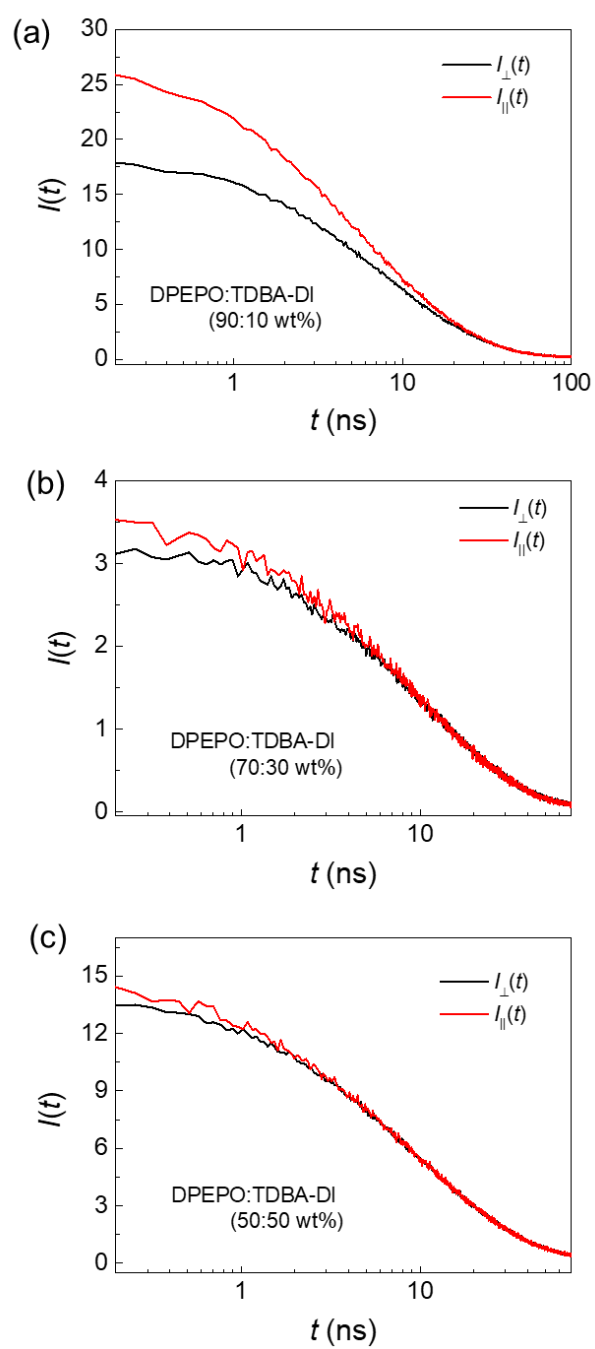 (a)
30
25
20
15
10
5
0
I(t)
I⊥(t)
I||(t)
DPEPO:TDBA-DI
(90:10 wt%)
1
10
100
t (ns)
(b)
4
3
2
1
0
I(t)
I⊥(t)
I||(t)
DPEPO:TDBA-DI
(70:30 wt%)
1
10
t (ns)
(c)
15
12
9
6
3
0
I(t)
I⊥(t)
I||(t)
DPEPO:TDBA-DI
(50:50 wt%)
1
10
t (ns)